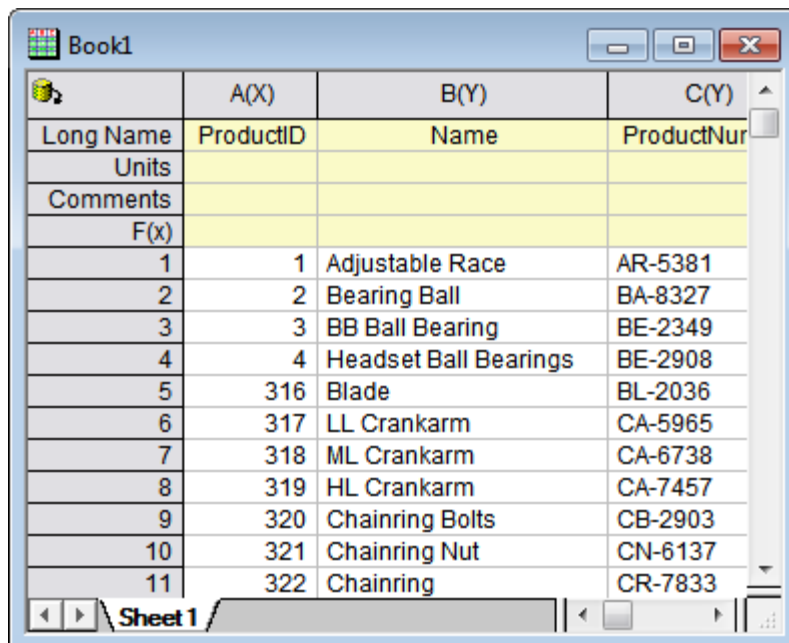 Book1
A(X) B(Y) C(Y)
Long Name ProductID Name ProductNur
Units
Comments
F(x)
1 1 Adjustable Race AR-5381
2 2 Bearing Ball BA-8327
3 3 BB Ball Bearing BE-2349
4 4 Headset Ball Bearings BE-2908
5 316 Blade BL-2036
6 317 LL Crankarm CA-5965
7 318 ML Crankarm CA-6738
8 319 HL Crankarm CA-7457
9 320 Chainring Bolts CB-2903
10 321 Chainring Nut CN-6137
11 322 Chainring CR-7833
Sheet1